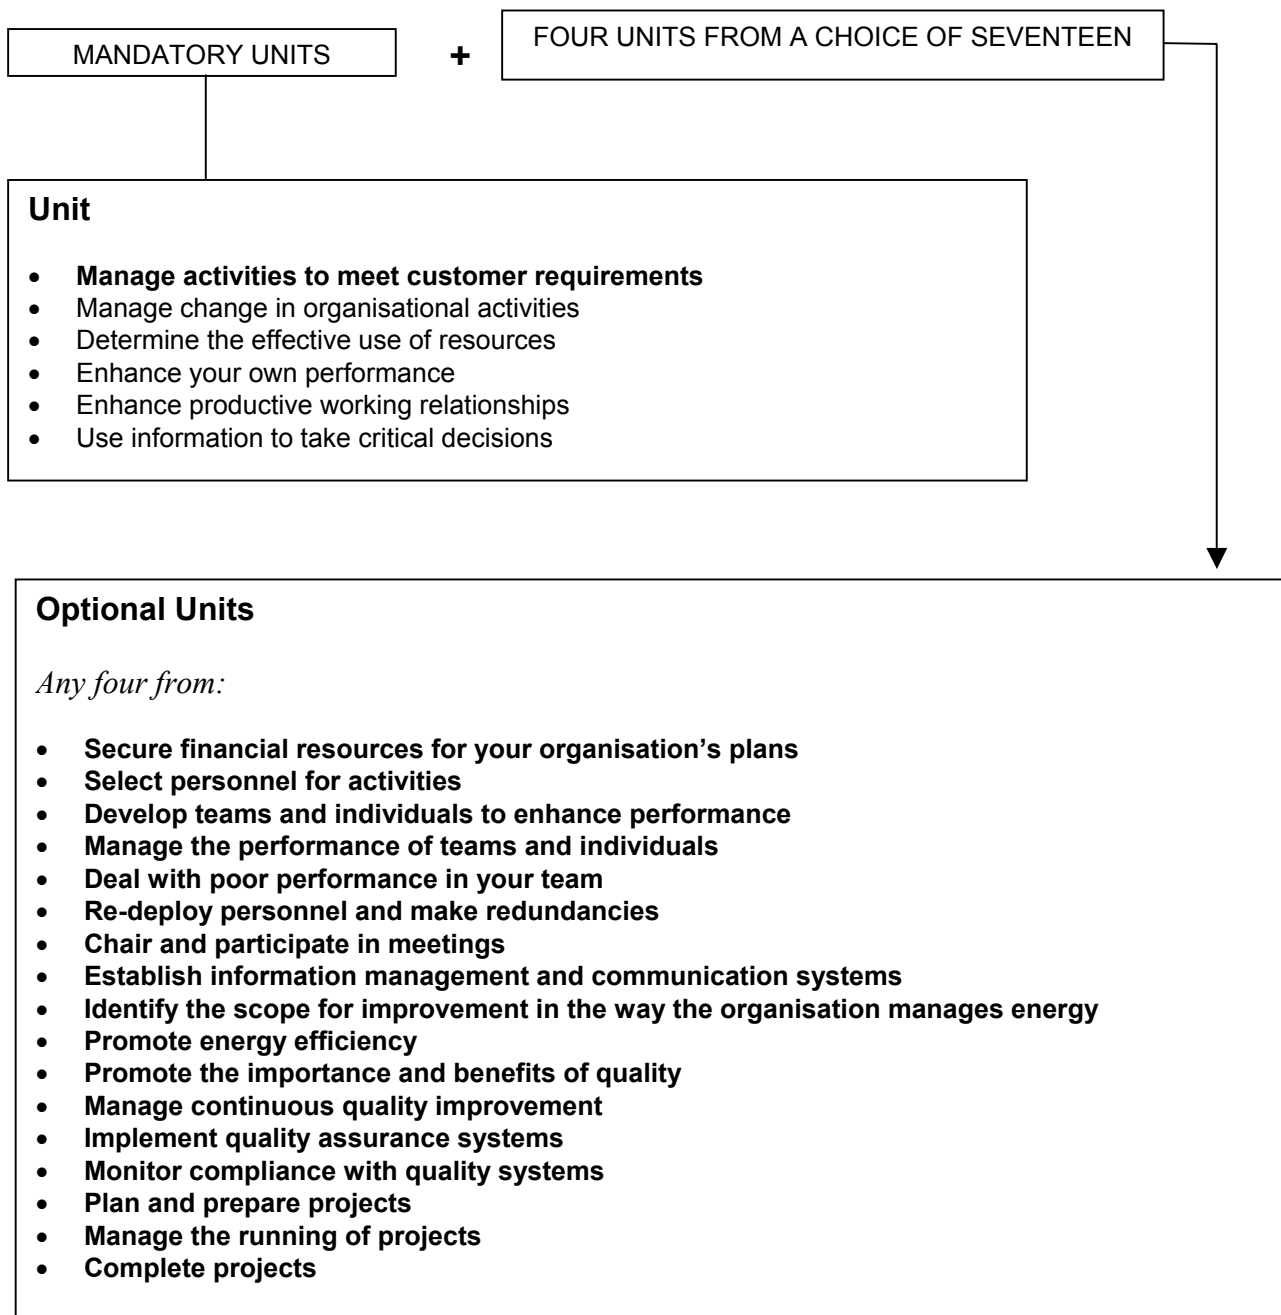 MANDATORY UNITS
+
FOUR UNITS FROM A CHOICE OF SEVENTEEN
Unit
• Manage activities to meet customer requirements
• Manage change in organisational activities
• Determine the effective use of resources
• Enhance your own performance
• Enhance productive working relationships
• Use information to take critical decisions
Optional Units
Any four from:
• Secure financial resources for your organisation’s plans
• Select personnel for activities
• Develop teams and individuals to enhance performance
• Manage the performance of teams and individuals
• Deal with poor performance in your team
• Re-deploy personnel and make redundancies
• Chair and participate in meetings
• Establish information management and communication systems
• Identify the scope for improvement in the way the organisation manages energy
• Promote energy efficiency
• Promote the importance and benefits of quality
• Manage continuous quality improvement
• Implement quality assurance systems
• Monitor compliance with quality systems
• Plan and prepare projects
• Manage the running of projects
• Complete projects